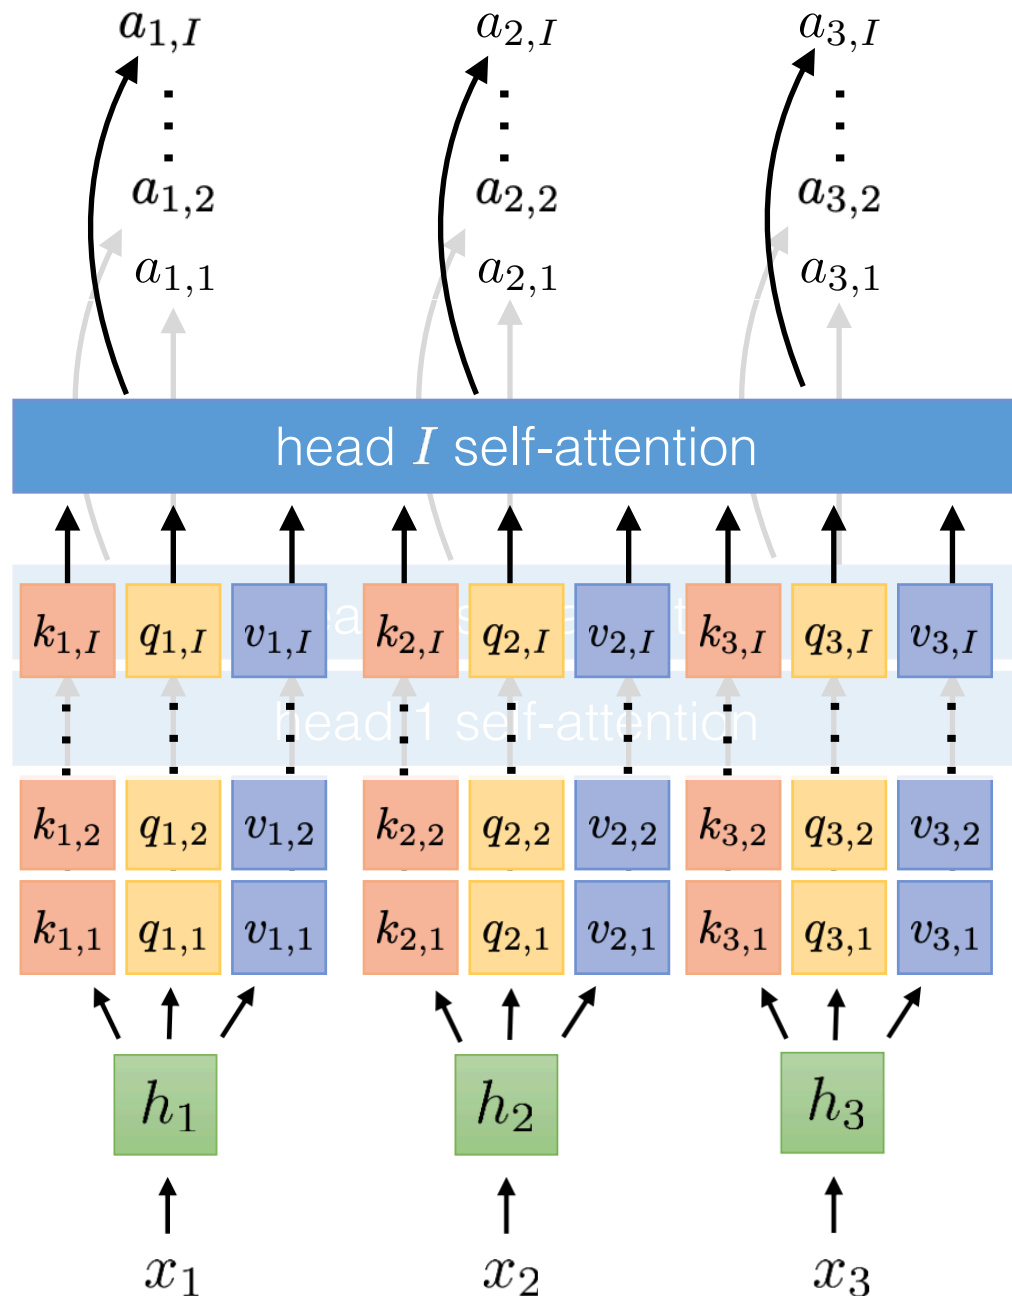 a_{1,I} a_{2,I} a_{3,I}
a_{1,2} a_{2,2} a_{3,2}
a_{1,1} a_{2,1} a_{3,1}
head I self-attention
k_{1,I} q_{1,I} v_{1,I} k_{2,I} q_{2,I} v_{2,I} k_{3,I} q_{3,I} v_{3,I}
head 1 self-attention
k_{1,2} q_{1,2} v_{1,2} k_{2,2} q_{2,2} v_{2,2} k_{3,2} q_{3,2} v_{3,2}
k_{1,1} q_{1,1} v_{1,1} k_{2,1} q_{2,1} v_{2,1} k_{3,1} q_{3,1} v_{3,1}
h_1 h_2 h_3
x_1 x_2 x_3